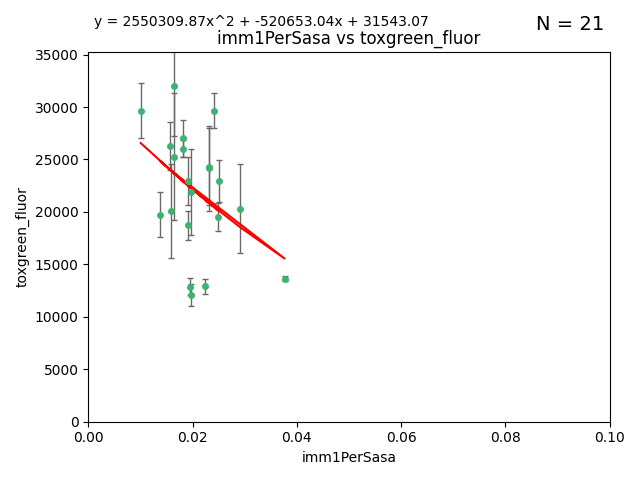 y = 2550309.87x^2 + -520653.04x + 31543.07
N = 21
imm1PerSasa vs toxgreen_fluor
35000
30000
25000
20000
15000
10000
5000
0
toxgreen_fluor
0.00 0.02 0.04 0.06 0.08 0.10
imm1PerSasa